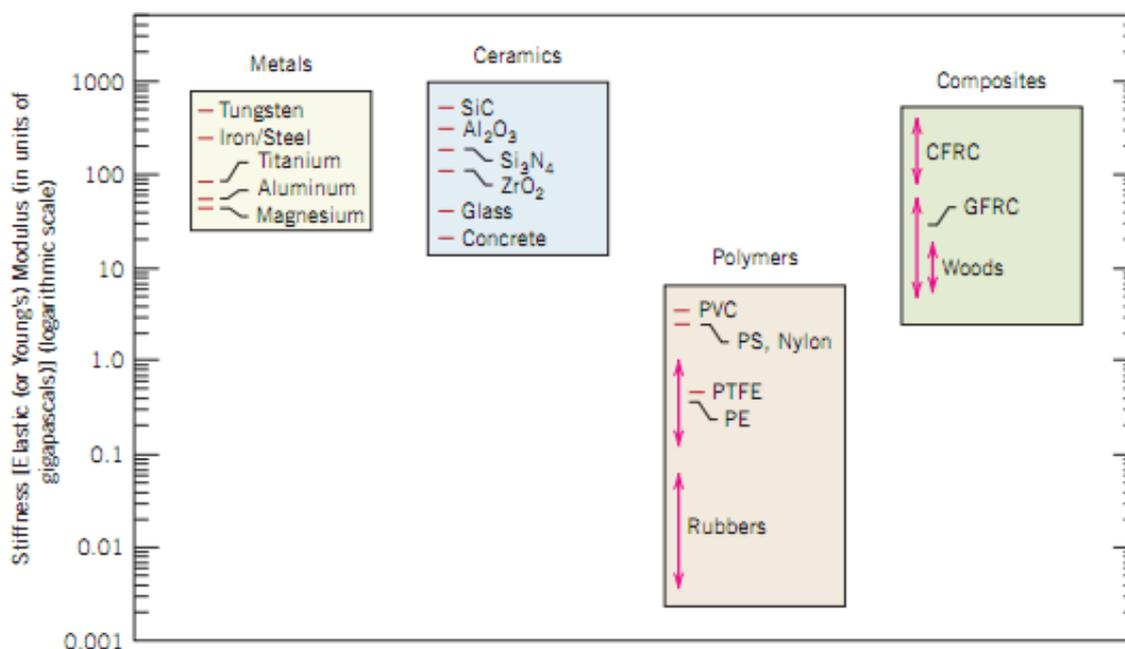 Stiffness [Elastic (or Young's) Modulus (in units of
gigapascals)] (logarithmic scale)
1000
100
10
1.0
0.1
0.01
0.001
Metals
Tungsten
Iron/Steel
Titanium
Aluminum
Magnesium
Ceramics
SiC
Al₂O₃
Si₃N₄
ZrO₂
Glass
Concrete
Polymers
PVC
PS, Nylon
PTFE
PE
Rubbers
Composites
CFRC
GFRC
Woods